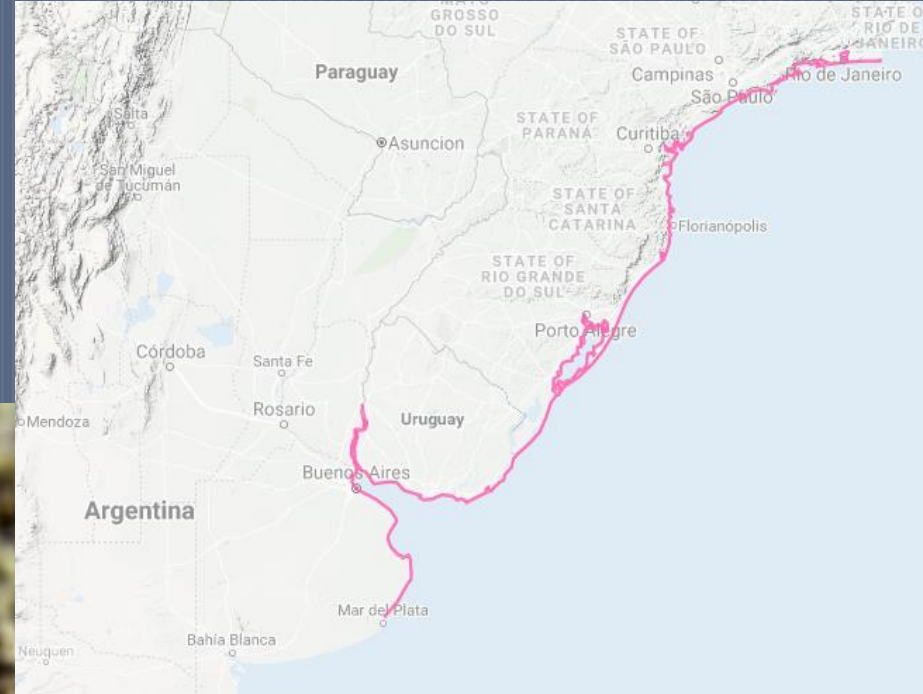 MATO
GROSSO
DO SUL
STATE OF
RIO DE
JANEIRO
STATE OF
SÃO PAULO
Paraguay
Campinas
Rio de Janeiro
São Paulo
Salta
STATE OF
PARANÁ
Curitiba
Asuncion
San Miguel
de Tucumán
STATE OF
SANTA
CATARINA
Florianópolis
STATE OF
RIO GRANDE
DO SUL
Porto Alegre
Córdoba
Santa Fe
Rosario
Uruguay
Mendoza
Buenos Aires
Argentina
Mar del Plata
Bahía Blanca
Neuquen